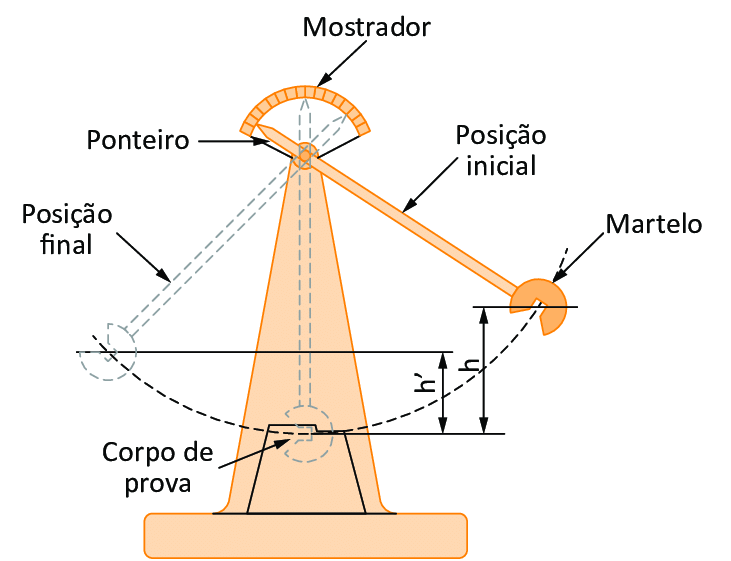 Mostrador
Ponteiro
Posição
inicial
Posição
final
Martelo
h’
h
Corpo de
prova